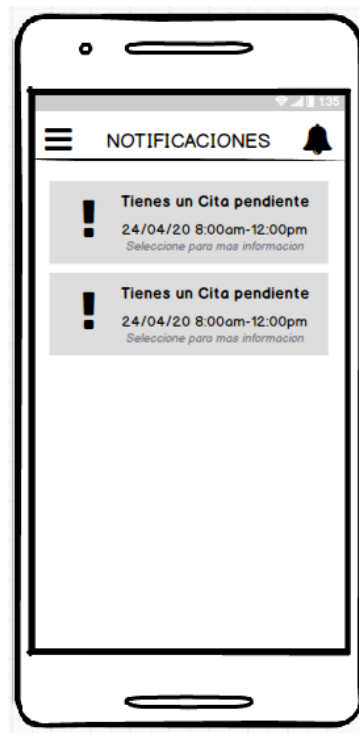 1:35
NOTIFICACIONES
Tienes un Cita pendiente
24/04/20 8:00am-12:00pm
Seleccione para mas informacion
Tienes un Cita pendiente
24/04/20 8:00am-12:00pm
Seleccione para mas informacion